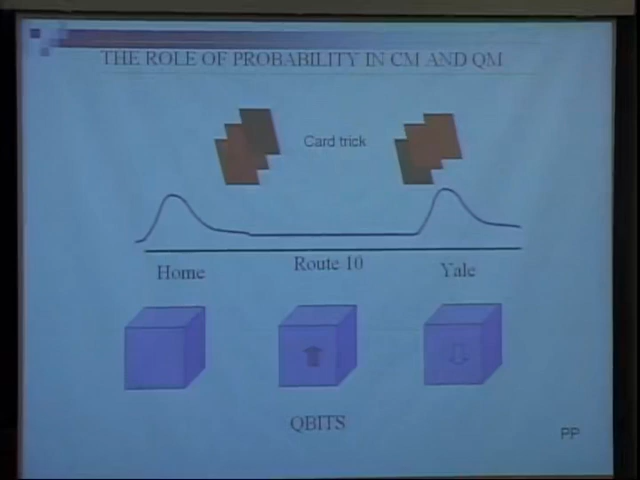 THE ROLE OF PROBABILITY IN CM AND QM
Card trick
Home
Route 10
Yale
QBITS
PP